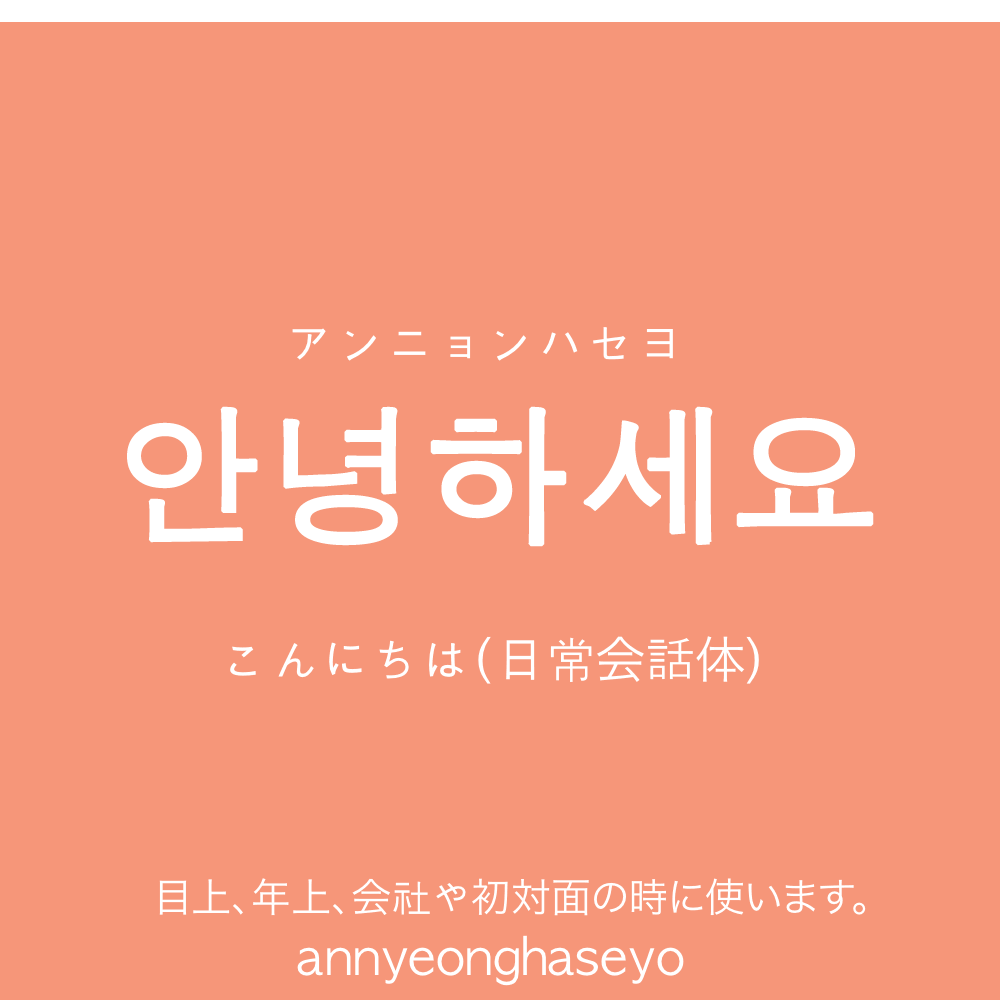 アンニョンハセヨ
안녕하세요
こんにちは(日常会話体)
目上、年上、会社や初対面の時に使います。
annyeonghaseyo